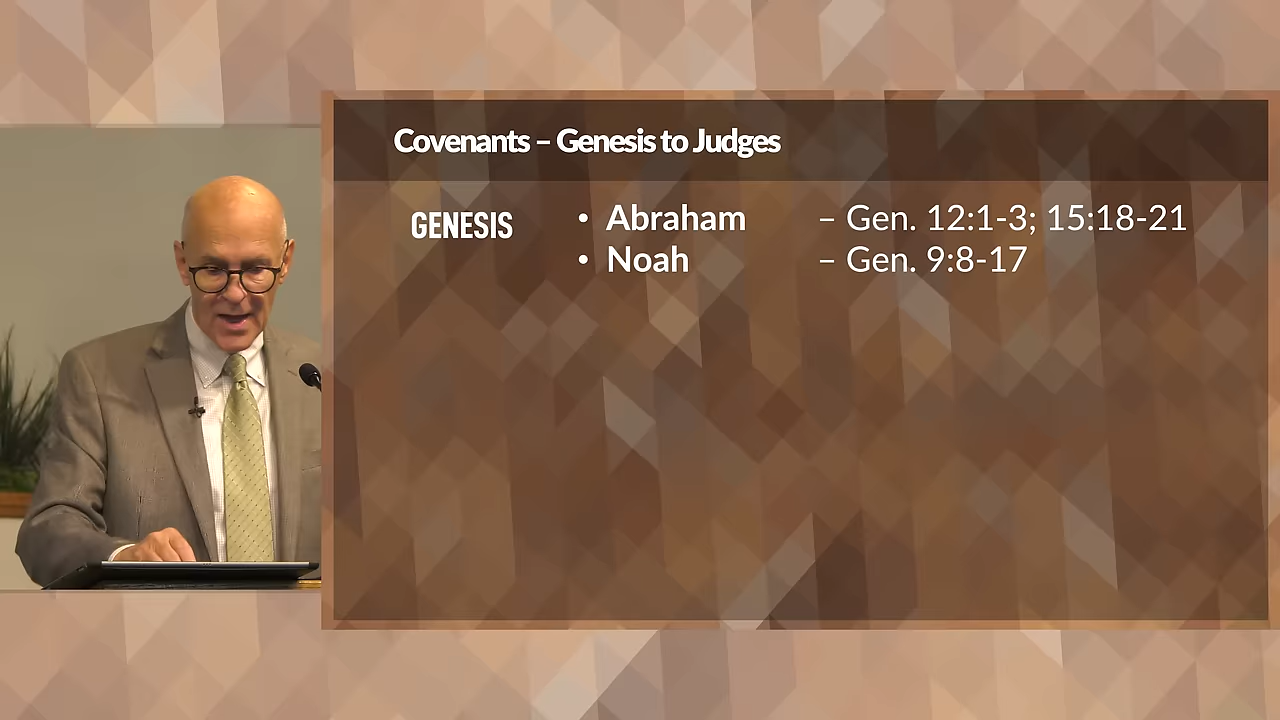 Covenants – Genesis to Judges
GENESIS • Abraham – Gen. 12:1-3; 15:18-21
• Noah – Gen. 9:8-17